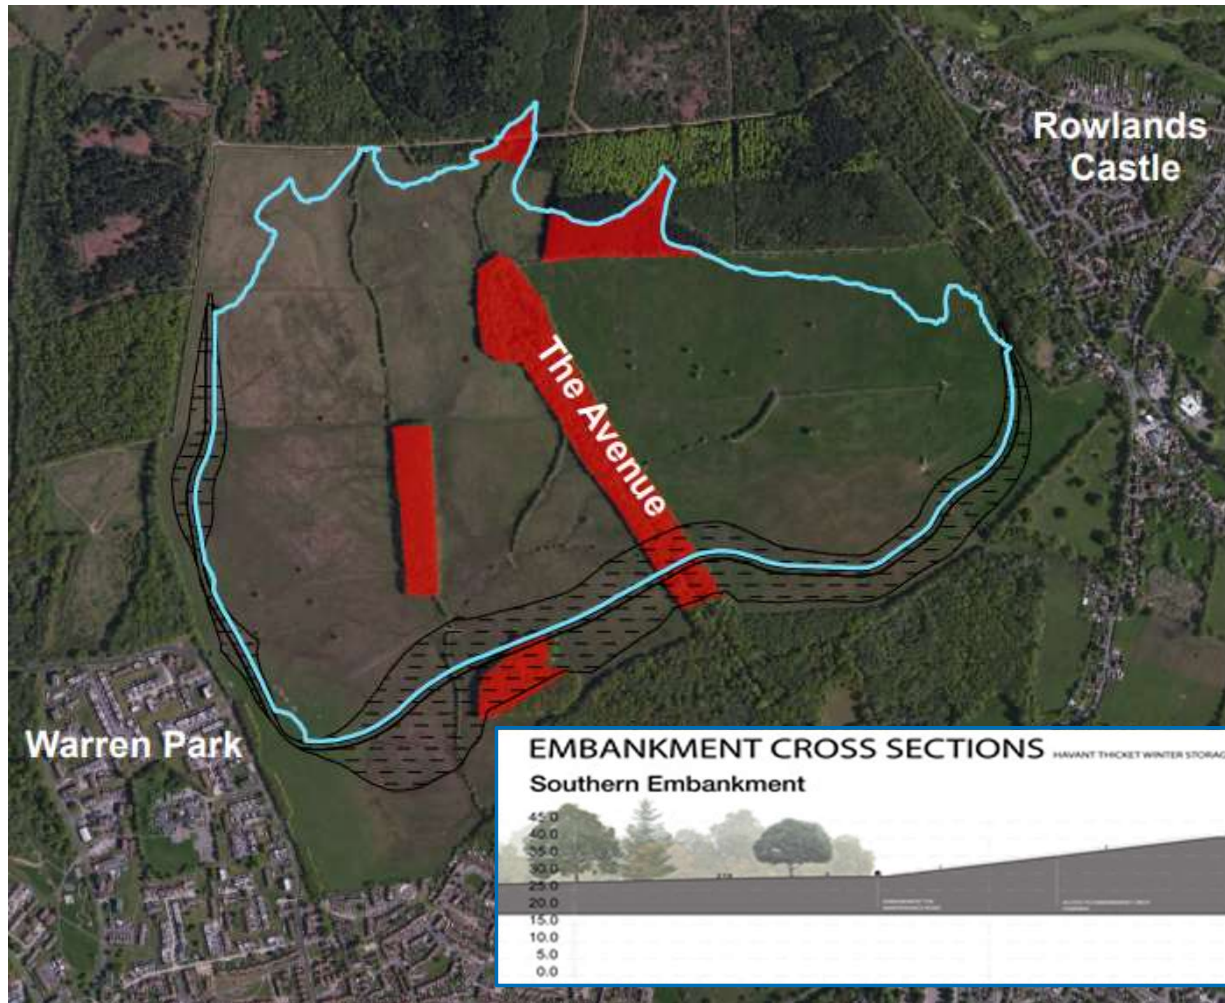 Rowlands
Castle
The Avenue
Warren Park
EMBANKMENT CROSS SECTIONS HAVANT THICKET WINTER STORAG
Southern Embankment
45.0
40.0
35.0
30.0
25.0
20.0
15.0
10.0
5.0
0.0